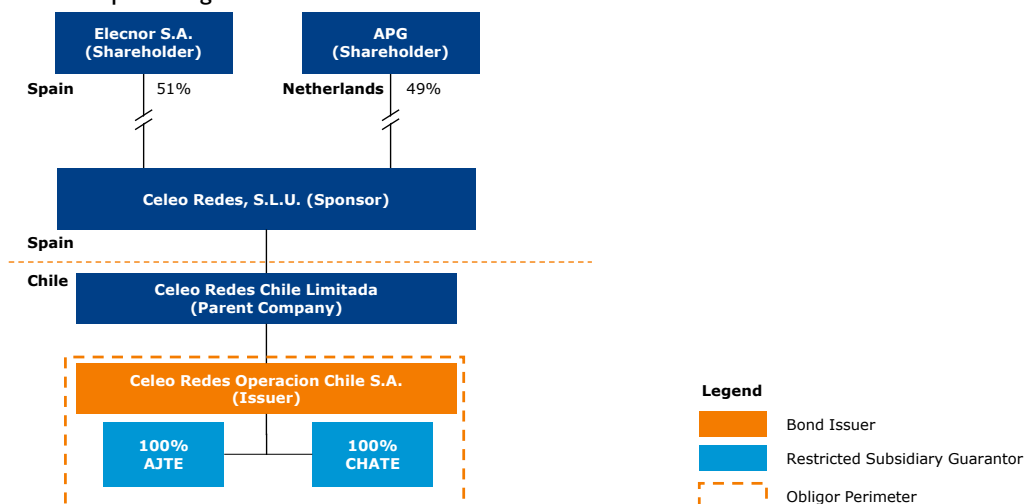 Elecnor S.A.
(Shareholder)
APG
(Shareholder)
Spain
51%
Netherlands
49%
Celeo Redes, S.L.U. (Sponsor)
Spain
Chile
Celeo Redes Chile Limitada
(Parent Company)
Celeo Redes Operacion Chile S.A.
(Issuer)
100%
AJTE
100%
CHATE
Legend
Bond Issuer
Restricted Subsidiary Guarantor
Obligor Perimeter